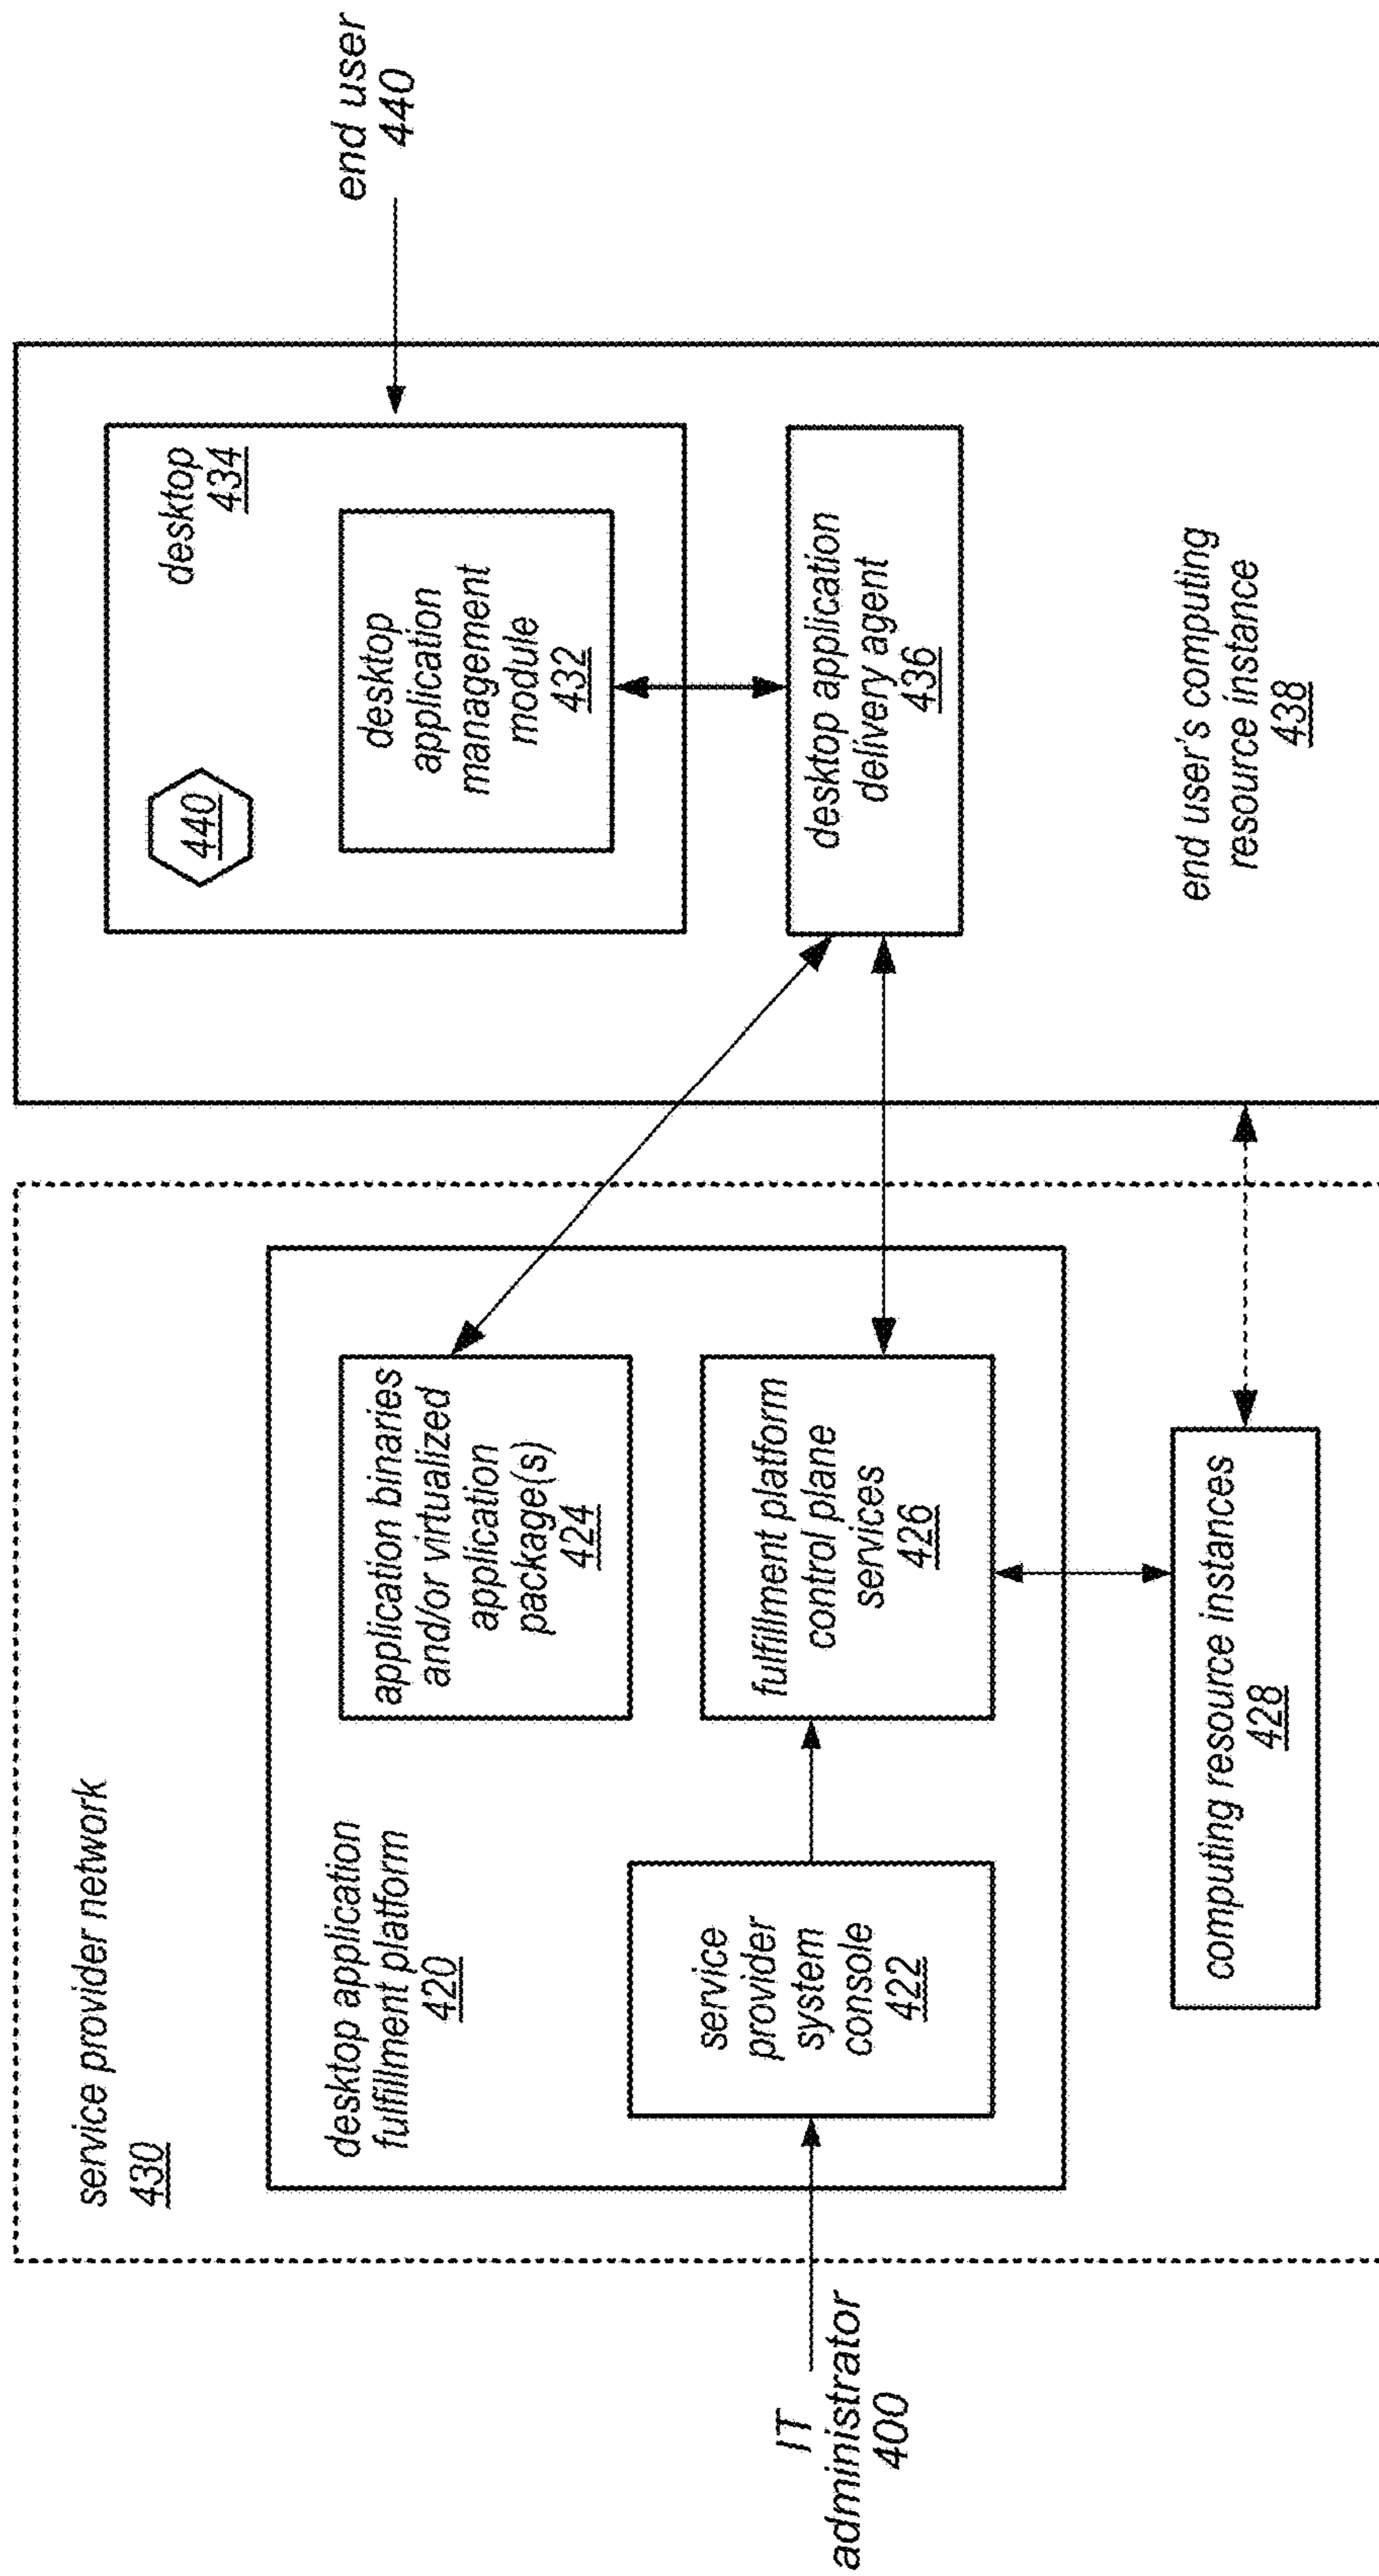 service provider network
430
desktop application
fulfillment platform
420
IT
administrator
400
service
provider
system
console
422
application binaries
and/or virtualized
application
package(s)
424
fulfillment platform
control plane
services
426
computing resource instances
428
440
desktop
434
desktop
application
management
module
432
desktop application
delivery agent
436
end user's computing
resource instance
438
end user
440